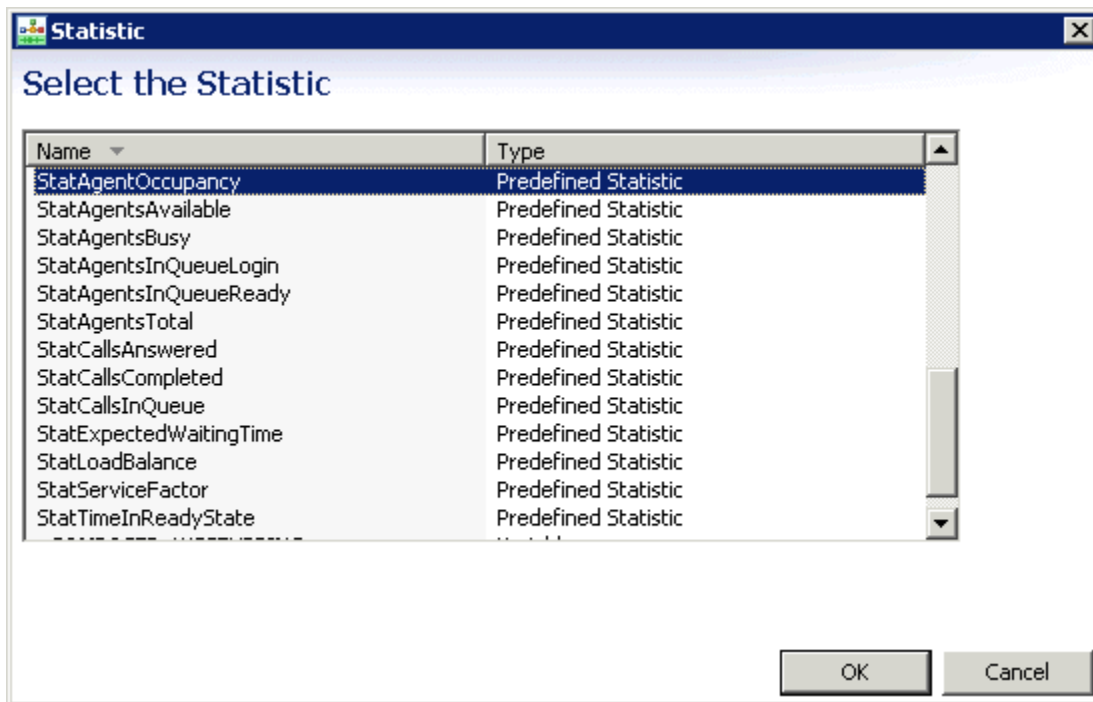 Statistic
Select the Statistic
Name Type
StatAgentOccupancy Predefined Statistic
StatAgentsAvailable Predefined Statistic
StatAgentsBusy Predefined Statistic
StatAgentsInQueueLogin Predefined Statistic
StatAgentsInQueueReady Predefined Statistic
StatAgentsTotal Predefined Statistic
StatCallsAnswered Predefined Statistic
StatCallsCompleted Predefined Statistic
StatCallsInQueue Predefined Statistic
StatExpectedWaitingTime Predefined Statistic
StatLoadBalance Predefined Statistic
StatServiceFactor Predefined Statistic
StatTimeInReadyState Predefined Statistic
OK Cancel